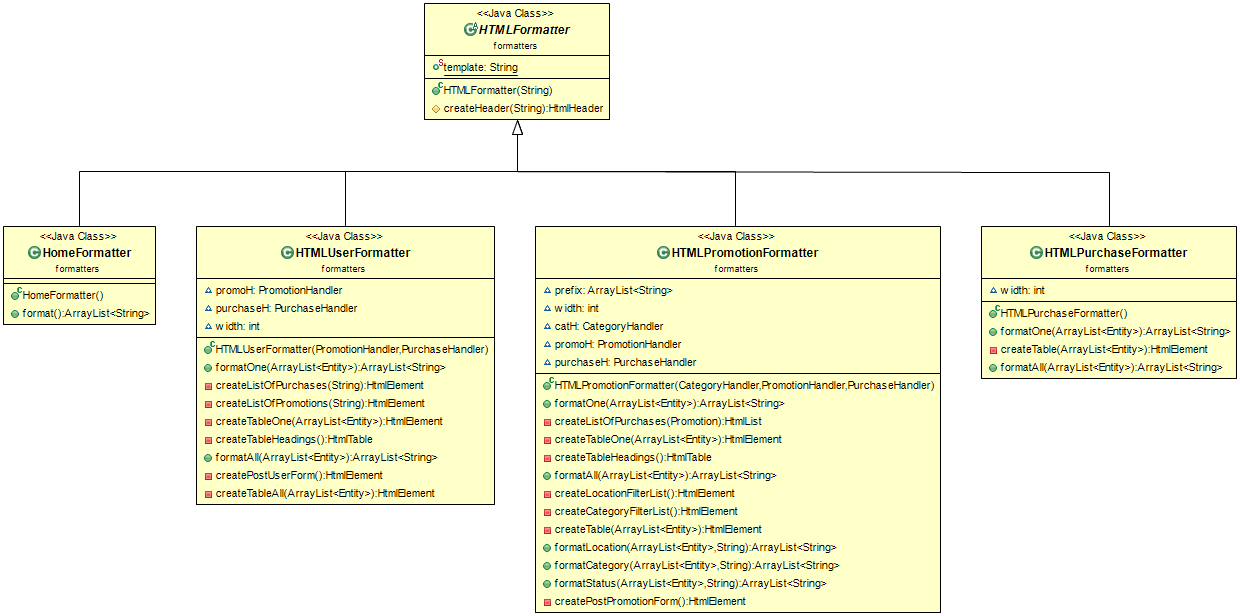 <<Java Class>>
HTMLFormatter
formatters
template: String
HTMLFormatter(String)
createHeader(String):HtmlHeader
<<Java Class>>
HomeFormatter
formatters
HomeFormatter()
format():ArrayList<String>
<<Java Class>>
HTMLUserFormatter
formatters
promoH: PromotionHandler
purchaseH: PurchaseHandler
width: int
HTMLUserFormatter(PromotionHandler,PurchaseHandler)
formatOne(ArrayList<Entity>):ArrayList<String>
createListOfPurchases(String):HtmlElement
createListOfPromotions(String):HtmlElement
createTableOne(ArrayList<Entity>):HtmlElement
createTableHeadings():HtmlTable
formatAll(ArrayList<Entity>):ArrayList<String>
createPostUserForm():HtmlElement
createTableAll(ArrayList<Entity>):HtmlElement
<<Java Class>>
HTMLPromotionFormatter
formatters
prefix: ArrayList<String>
width: int
catH: CategoryHandler
promoH: PromotionHandler
purchaseH: PurchaseHandler
HTMLPromotionFormatter(CategoryHandler,PromotionHandler,PurchaseHandler)
formatOne(ArrayList<Entity>):ArrayList<String>
createListOfPurchases(Promotion):HtmlList
createTableOne(ArrayList<Entity>):HtmlElement
createTableHeadings():HtmlTable
formatAll(ArrayList<Entity>):ArrayList<String>
createLocationFilterList():HtmlElement
createCategoryFilterList():HtmlElement
createTable(ArrayList<Entity>):HtmlElement
formatLocation(ArrayList<Entity>,String):ArrayList<String>
formatCategory(ArrayList<Entity>,String):ArrayList<String>
formatStatus(ArrayList<Entity>,String):ArrayList<String>
createPostPromotionForm():HtmlElement
<<Java Class>>
HTMLPurchaseFormatter
formatters
width: int
HTMLPurchaseFormatter()
formatOne(ArrayList<Entity>):ArrayList<String>
createTable(ArrayList<Entity>):HtmlElement
formatAll(ArrayList<Entity>):ArrayList<String>